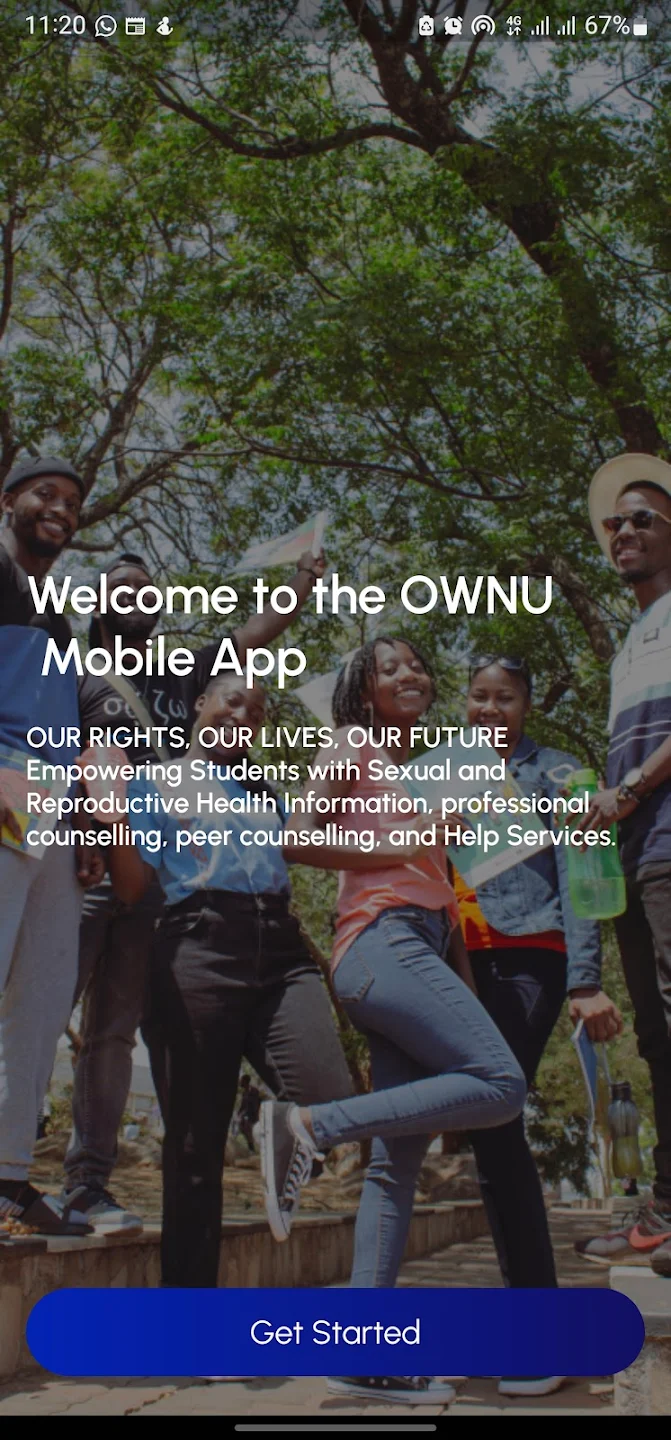 11:20
4G
67%
Welcome to the OWNU
Mobile App
OUR RIGHTS, OUR LIVES, OUR FUTURE
Empowering Students with Sexual and
Reproductive Health Information, professional
counselling, peer counselling, and Help Services.
Get Started